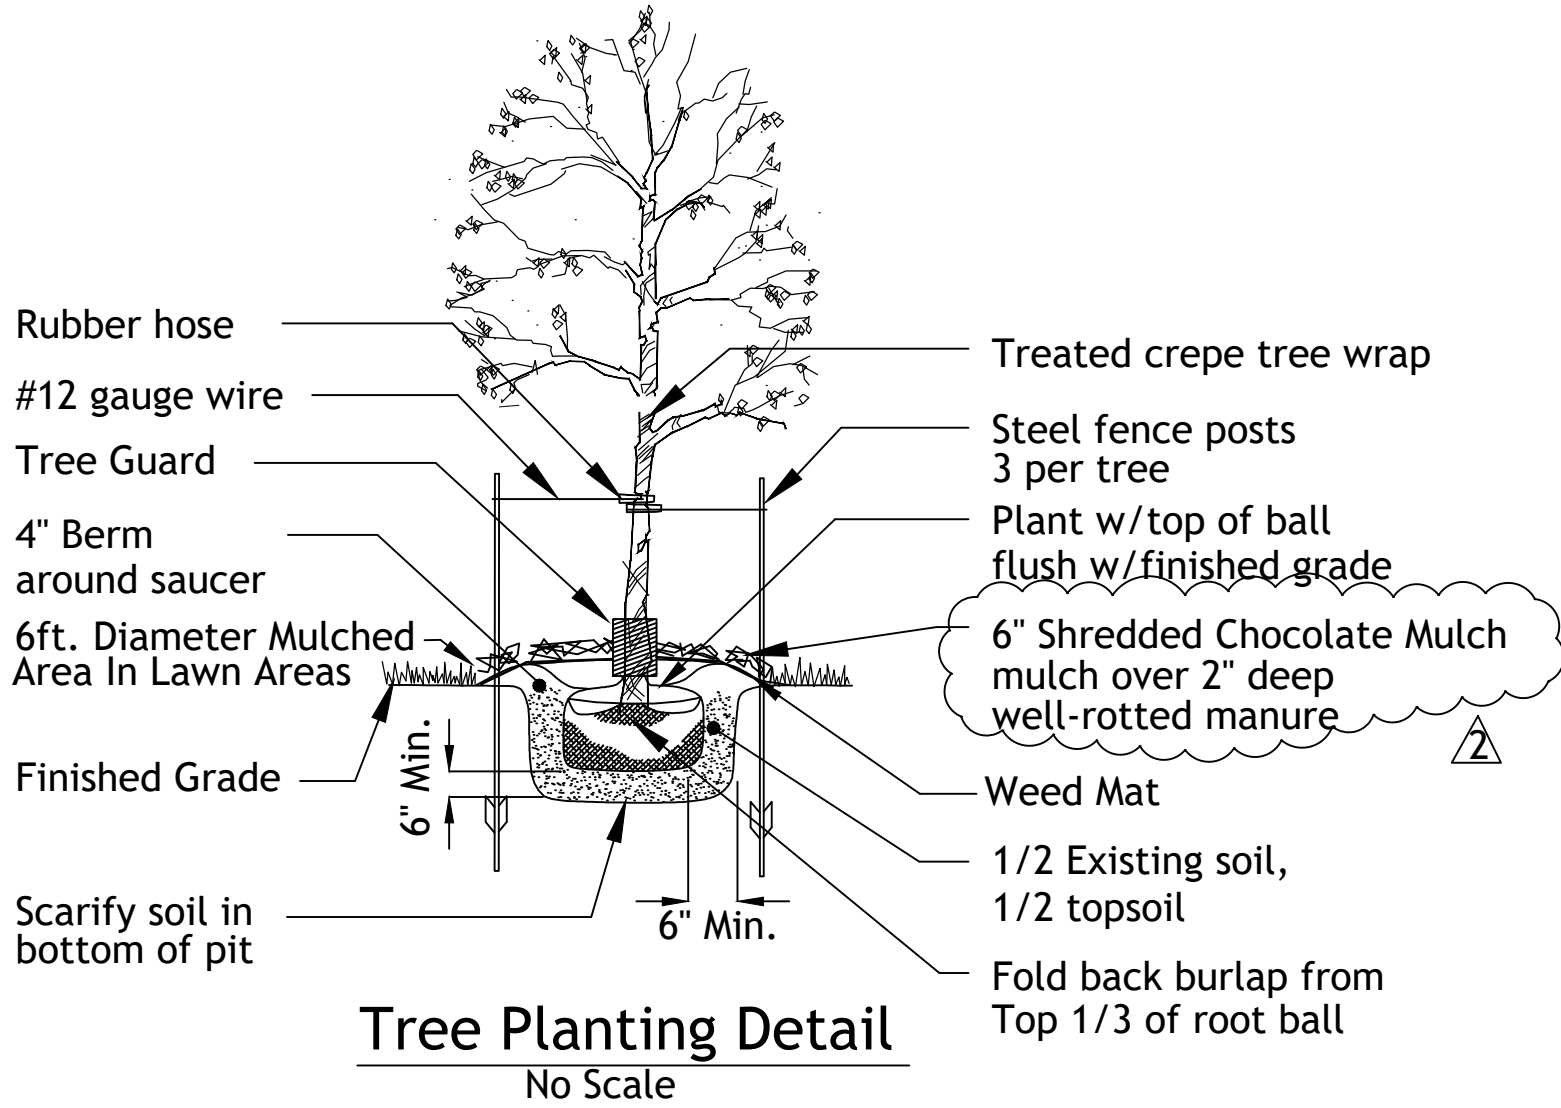 Rubber hose
#12 gauge wire
Tree Guard
4" Berm
around saucer
6ft. Diameter Mulched
Area In Lawn Areas
Finished Grade
Scarify soil in
bottom of pit
6" Min.
6" Min.
Treated crepe tree wrap
Steel fence posts
3 per tree
Plant w/top of ball
flush w/finished grade
6" Shredded Chocolate Mulch
mulch over 2" deep
well-rotted manure
2
Weed Mat
1/2 Existing soil,
1/2 topsoil
Fold back burlap from
Top 1/3 of root ball
Tree Planting Detail
No Scale